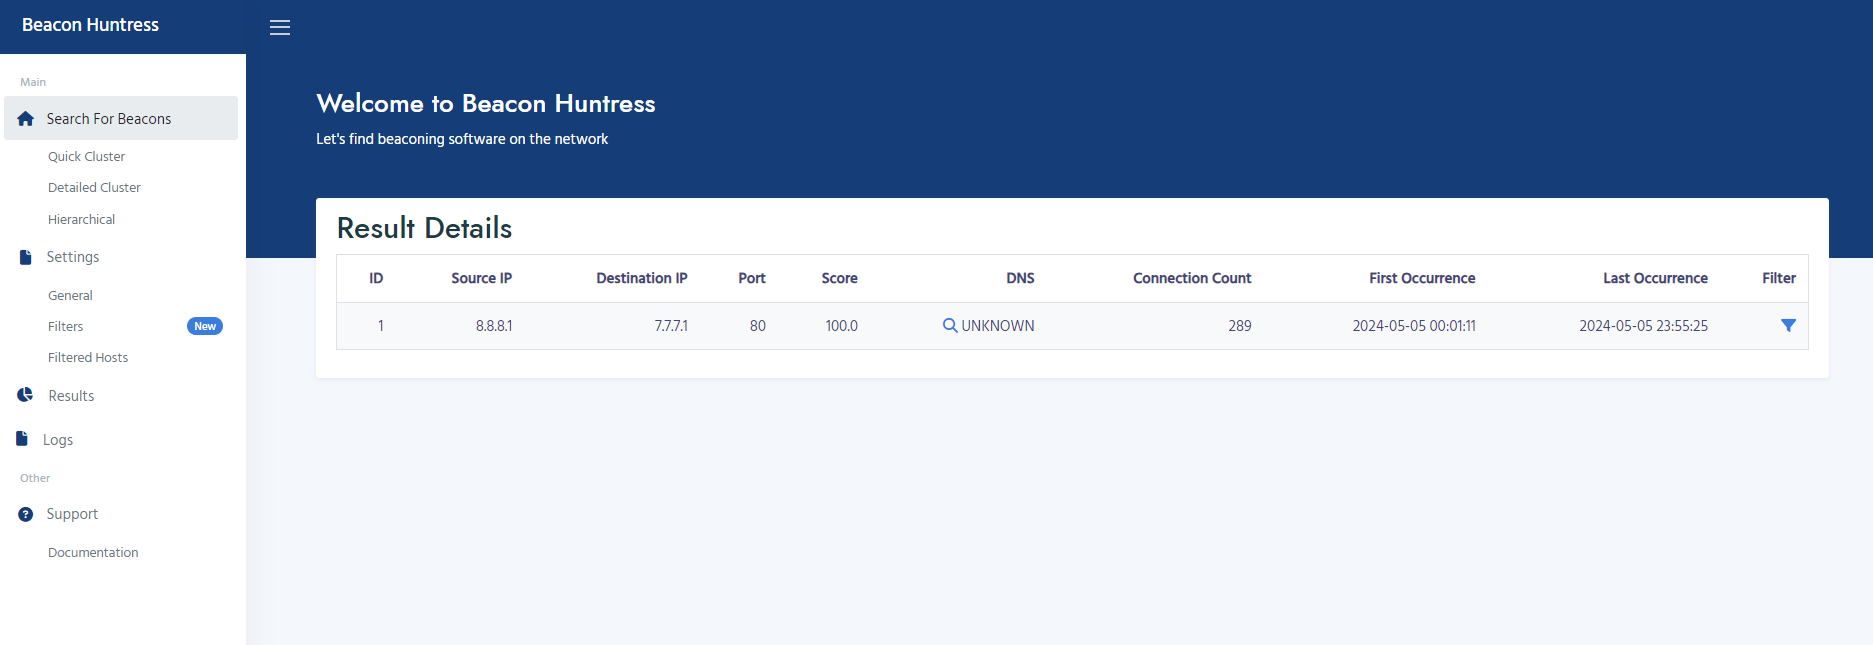 Beacon Huntress
Main
Search For Beacons
Quick Cluster
Detailed Cluster
Hierarchical
Settings
General
Filters New
Filtered Hosts
Results
Logs
Other
Support
Documentation
Welcome to Beacon Huntress
Let's find beaconing software on the network
Result Details
ID Source IP Destination IP Port Score DNS Connection Count First Occurrence Last Occurrence Filter
1 8.8.8.1 7.7.7.1 80 100.0 UNKNOWN 289 2024-05-05 00:01:11 2024-05-05 23:55:25